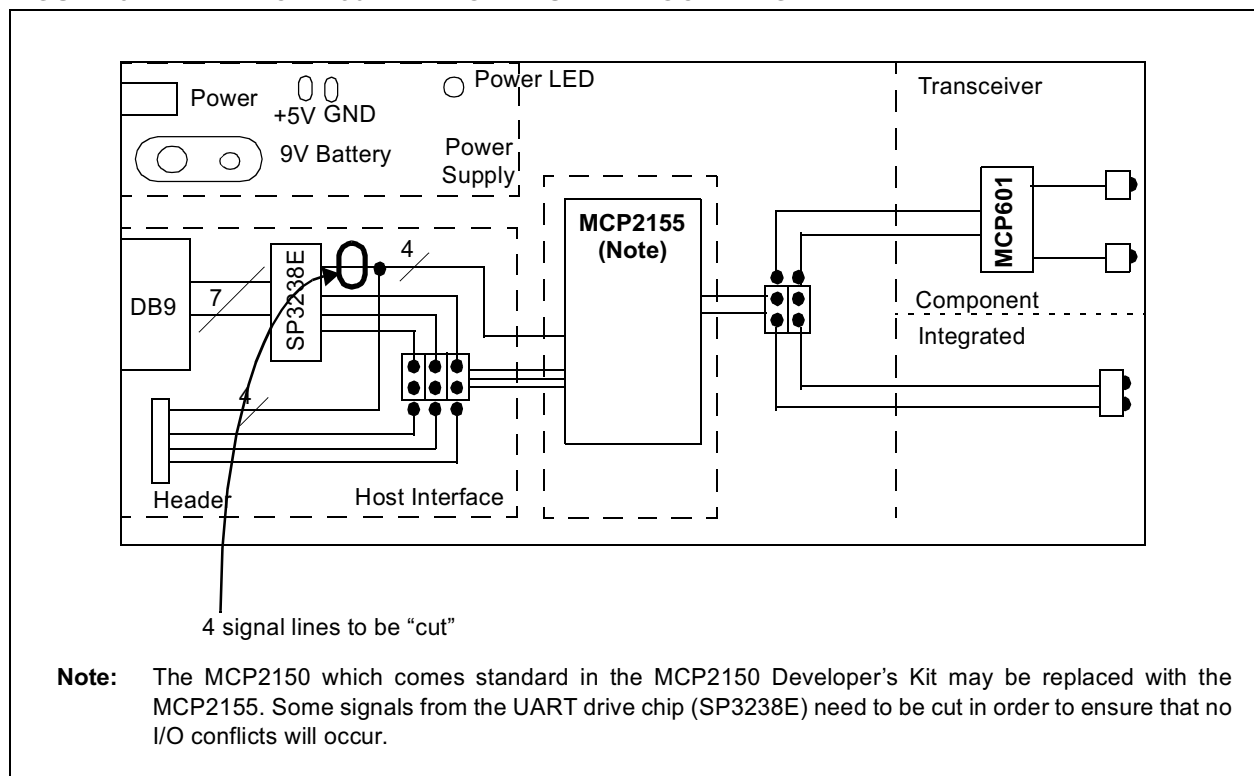 Power
+5V GND
Power LED
9V Battery
Power
Supply
Transceiver
MCP2155
(Note)
MCP601
Component
Integrated
DB9
7
SP3238E
4
4
Header
Host Interface
4 signal lines to be “cut”
Note: The MCP2150 which comes standard in the MCP2150 Developer’s Kit may be replaced with the
MCP2155. Some signals from the UART drive chip (SP3238E) need to be cut in order to ensure that no
I/O conflicts will occur.